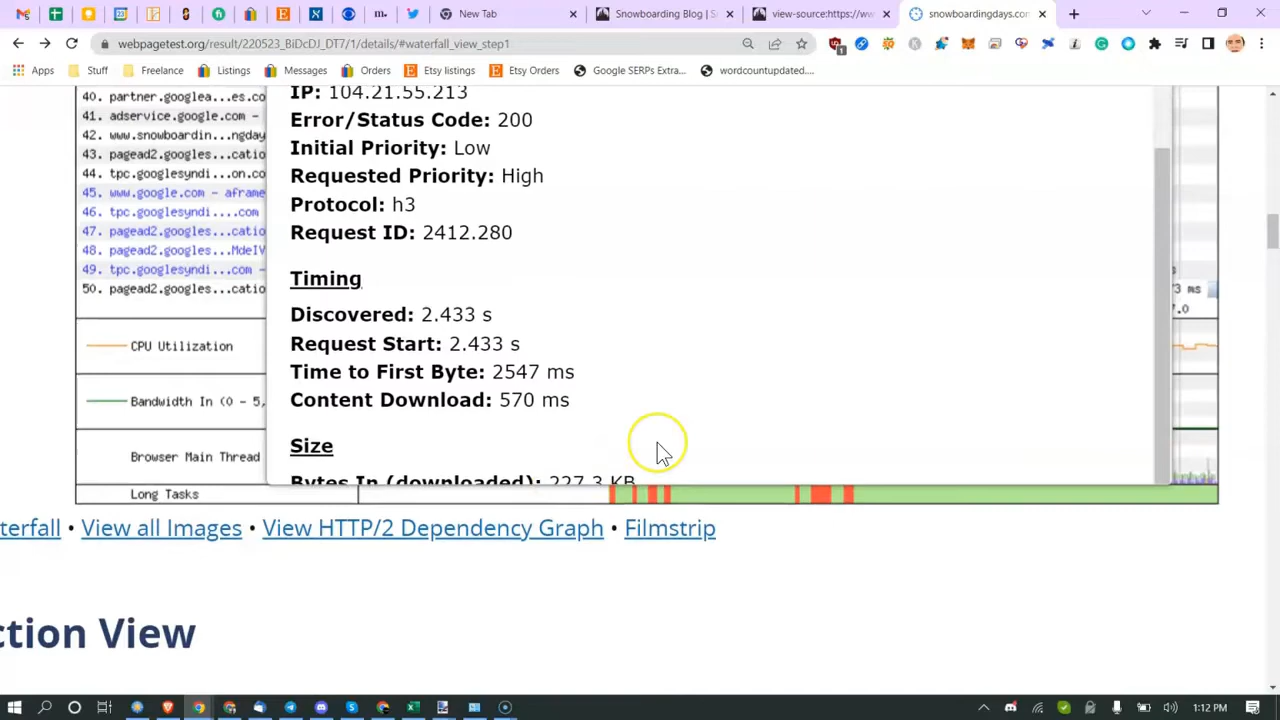 New Tab
Snowboarding Blog | Si
view-source:https://www
snowboardingdays.com
webpagetest.org/result/220523_BiDcDJ_DT7/1/details/#waterfall_view_step1
Apps
Stuff
Freelance
Listings
Messages
Orders
Etsy listings
Etsy Orders
Google SERPs Extra...
wordcountupdated....
40. partner.googlea...es.co
41. adservice.google.com -
42. www.snowboardin...ngday
43. pagead2.googles...catio
44. tpc.googlesyndi...on.co
45. www.google.com - aframe
46. tpc.googlesyndi....com
47. pagead2.googles...catio
48. pagead2.googles...MdeIV
49. tpc.googlesyndi...com -
50. pagead2.googles...catio
IP: 104.21.55.213
Error/Status Code: 200
Initial Priority: Low
Requested Priority: High
Protocol: h3
Request ID: 2412.280
Timing
Discovered: 2.433 s
Request Start: 2.433 s
Time to First Byte: 2547 ms
Content Download: 570 ms
Size
Bytes In (downloaded): 227.3 KB
CPU Utilization
Bandwidth In (0 - 5,
Browser Main Thread
Long Tasks
terfall • View all Images • View HTTP/2 Dependency Graph • Filmstrip
ction View
1:12 PM